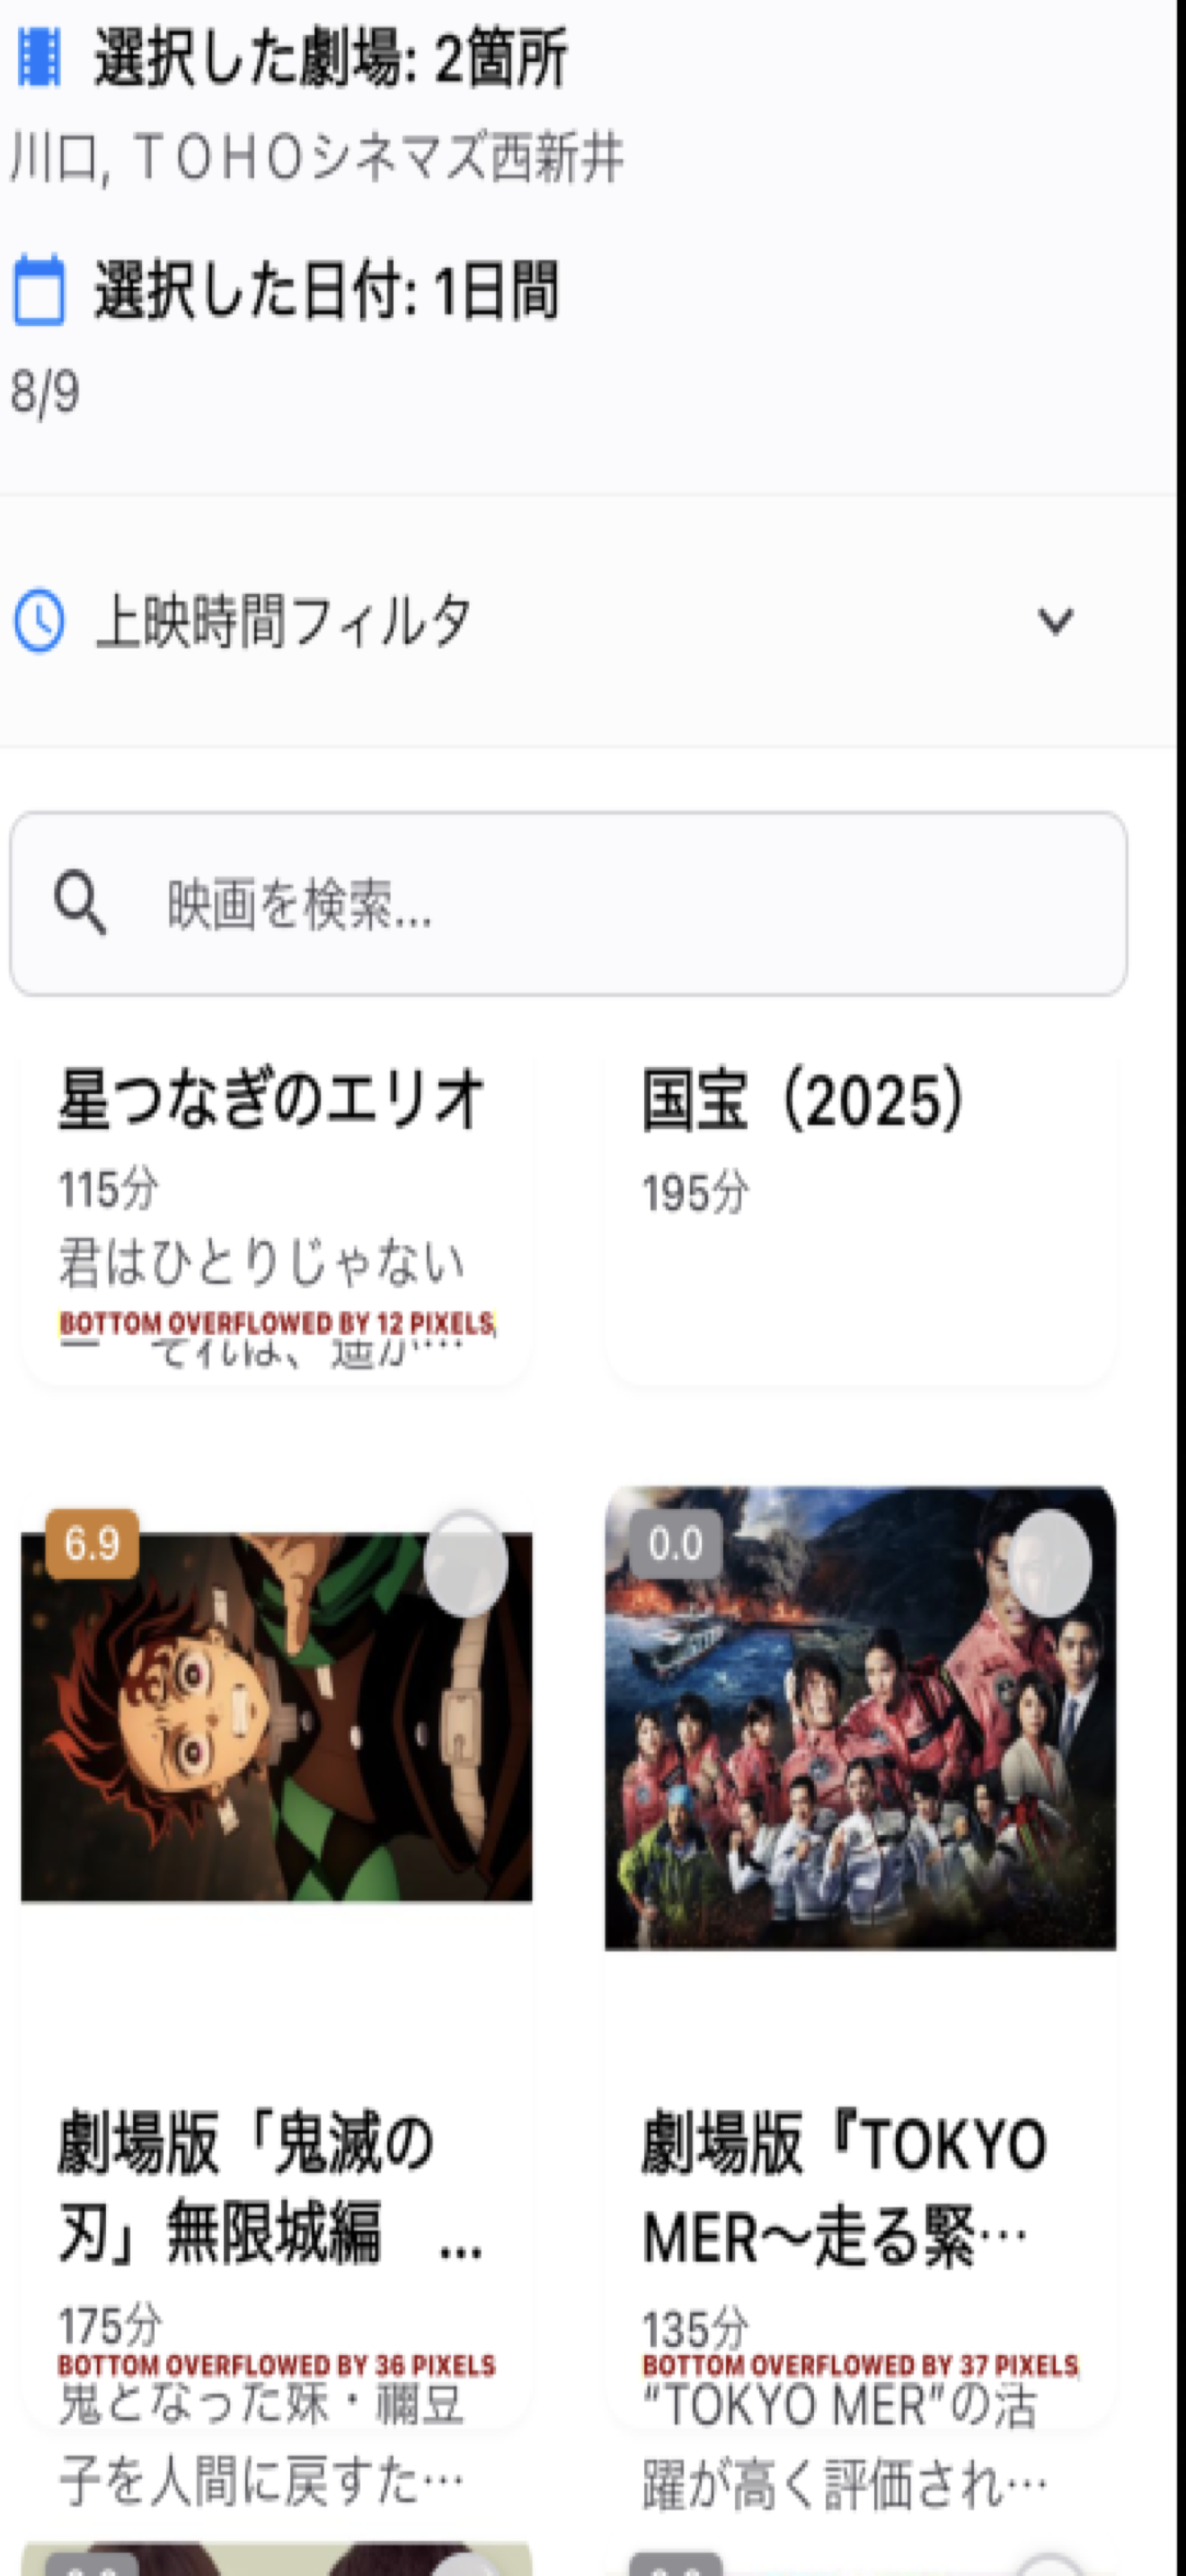 選択した劇場: 2箇所
川口, ＴＯＨＯシネマズ西新井
選択した日付: 1日間
8/9
上映時間フィルタ
映画を検索...
星つなぎのエリオ
115分
君はひとりじゃない
BOTTOM OVERFLOWED BY 12 PIXELS
国宝（2025）
195分
6.9
劇場版「鬼滅の
刃」無限城編　...
175分
BOTTOM OVERFLOWED BY 36 PIXELS
鬼となった妹・禰豆
子を人間に戻すた…
0.0
劇場版『TOKYO
MER〜走る緊…
135分
BOTTOM OVERFLOWED BY 37 PIXELS
“TOKYO MER”の活
躍が高く評価され…